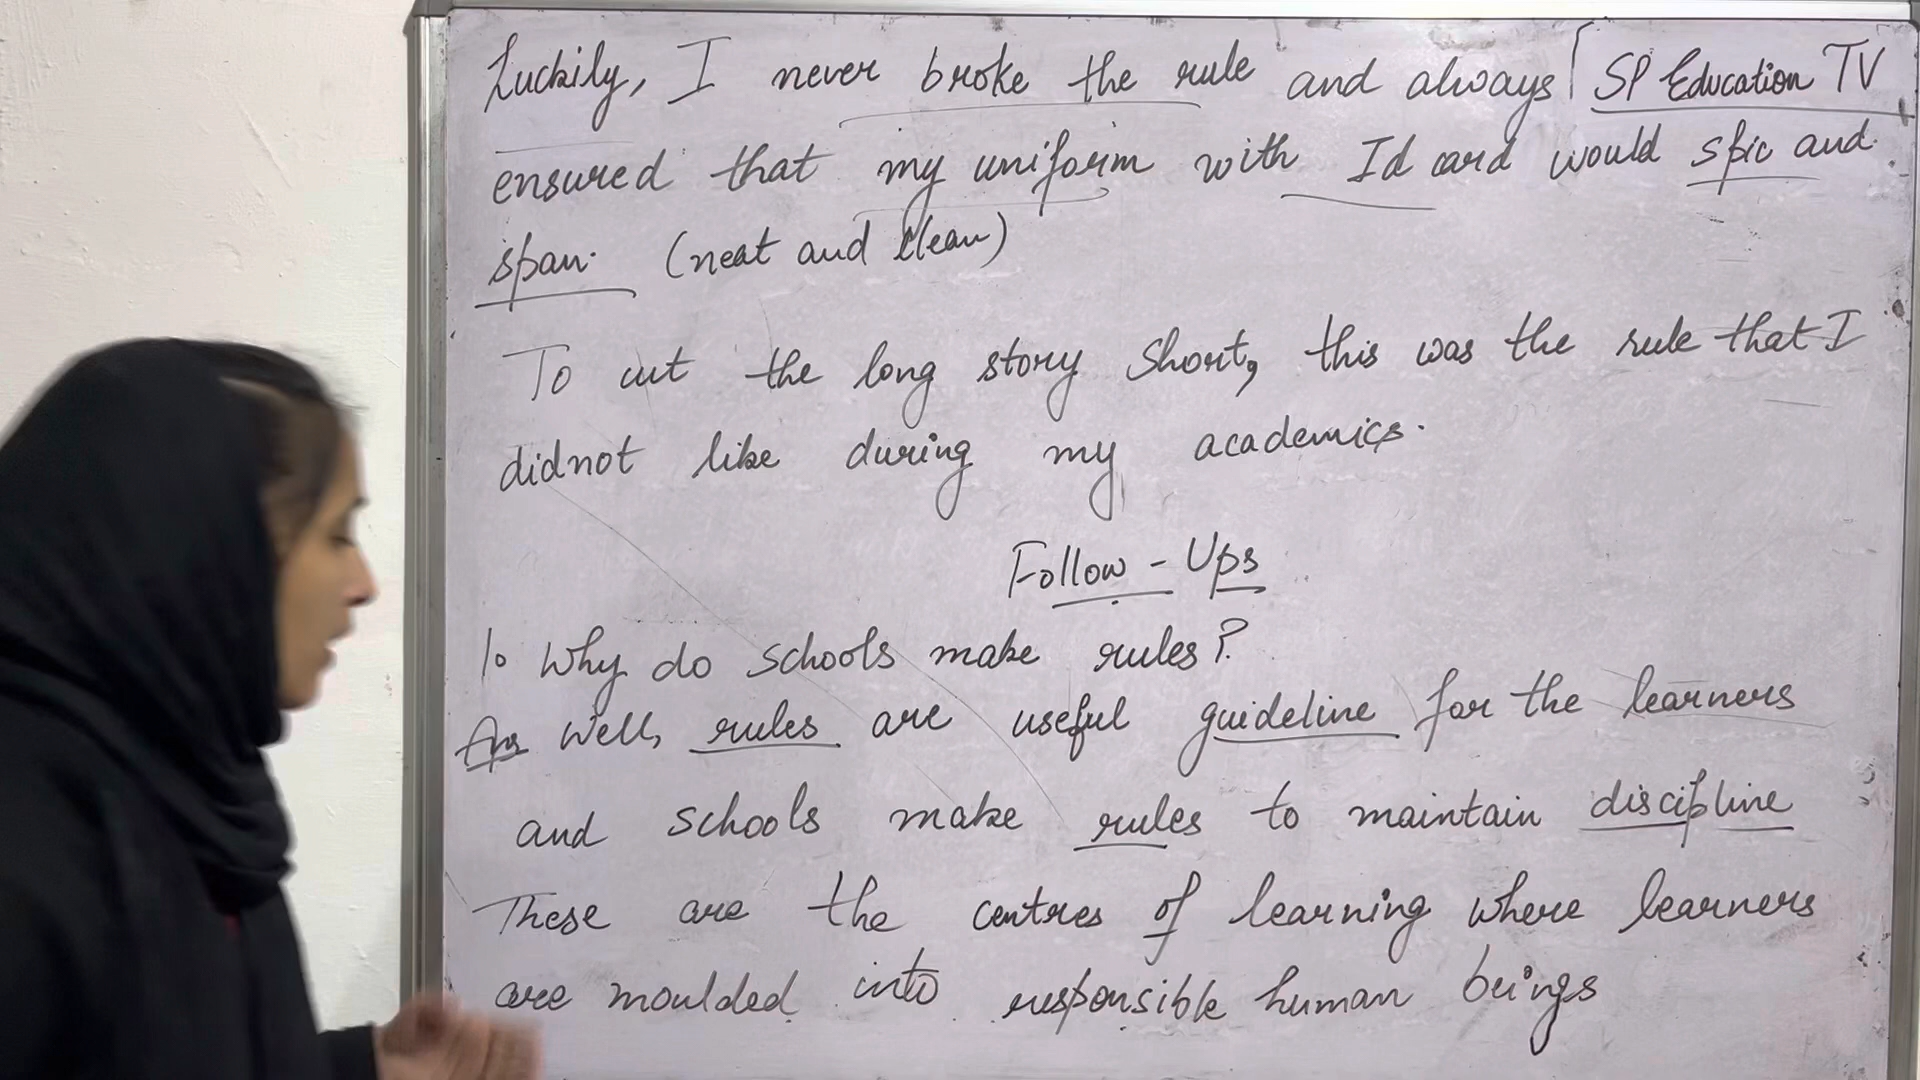 Luckily, I never broke the rule and always
SP Education TV
ensured that my uniform with Id card would spic and
span. (neat and clean)
To cut the long story short, this was the rule that I
didnot like during my academics.
Follow - Ups
1. Why do schools make rules?
Ans Well, rules are useful guideline for the learners
and schools make rules to maintain discipline
These are the centres of learning where learners
are moulded into responsible human beings